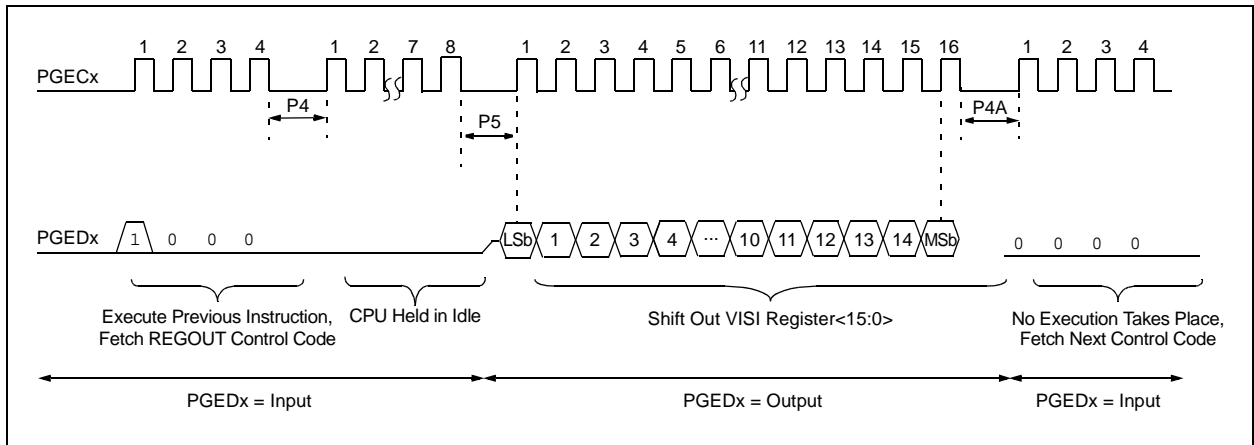 1 2 3 4 1 2 7 8 1 2 3 4 5 6 11 12 13 14 15 16 1 2 3 4
PGECx
P4 P5 P4A
PGEDx 1 0 0 0 LSb 1 2 3 4 ... 10 11 12 13 14 MSb 0 0 0 0
Execute Previous Instruction, CPU Held in Idle Shift Out VISI Register<15:0> No Execution Takes Place,
Fetch REGOUT Control Code Fetch Next Control Code
PGEDx = Input PGEDx = Output PGEDx = Input